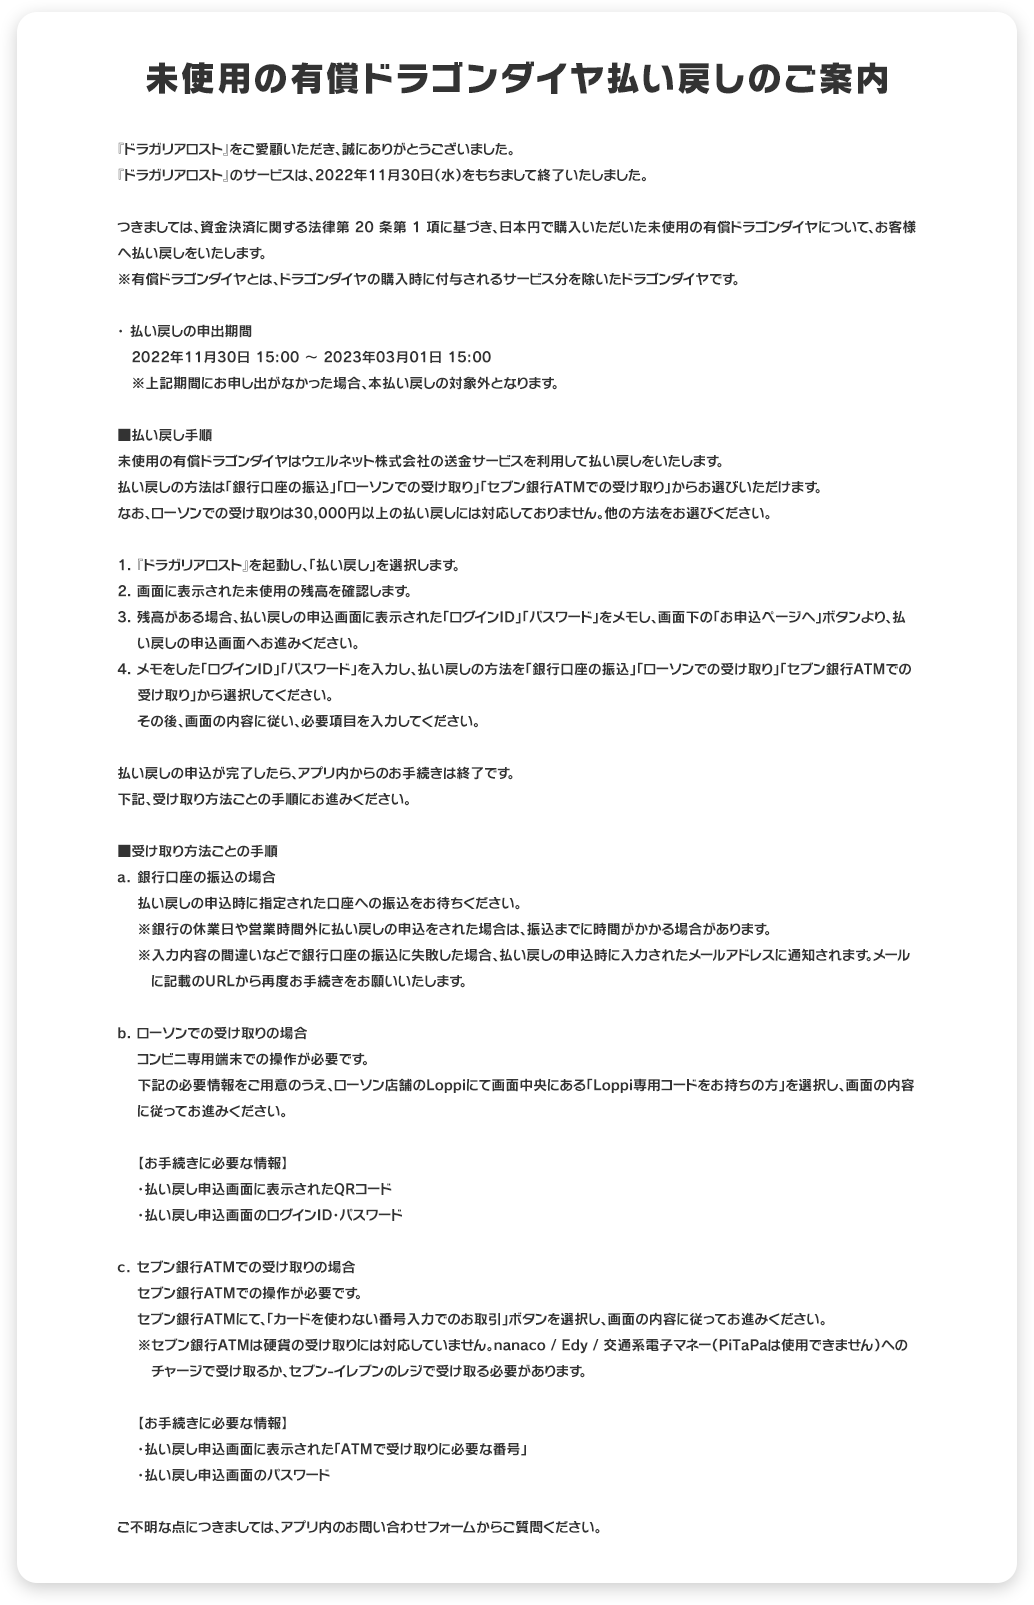 未使用の有償ドラゴンダイヤ払い戻しのご案内
『ドラガリアロスト』をご愛顧いただき、誠にありがとうございました。
『ドラガリアロスト』のサービスは、2022年11月30日(水)をもちまして終了いたしました。
つきましては、資金決済に関する法律第 20 条第 1 項に基づき、日本円で購入いただいた未使用の有償ドラゴンダイヤについて、お客様
へ払い戻しをいたします。
※有償ドラゴンダイヤとは、ドラゴンダイヤの購入時に付与されるサービス分を除いたドラゴンダイヤです。
・ 払い戻しの申出期間
2022年11月30日 15:00 ～ 2023年03月01日 15:00
※上記期間にお申し出がなかった場合、本払い戻しの対象外となります。
■払い戻し手順
未使用の有償ドラゴンダイヤはウェルネット株式会社の送金サービスを利用して払い戻しをいたします。
払い戻しの方法は「銀行口座の振込」「ローソンでの受け取り」「セブン銀行ATMでの受け取り」からお選びいただけます。
なお、ローソンでの受け取りは30,000円以上の払い戻しには対応しておりません。他の方法をお選びください。
1. 『ドラガリアロスト』を起動し、「払い戻し」を選択します。
2. 画面に表示された未使用の残高を確認します。
3. 残高がある場合、払い戻しの申込画面に表示された「ログインID」「パスワード」をメモし、画面下の「お申込ページへ」ボタンより、払
い戻しの申込画面へお進みください。
4. メモをした「ログインID」「パスワード」を入力し、払い戻しの方法を「銀行口座の振込」「ローソンでの受け取り」「セブン銀行ATMでの
受け取り」から選択してください。
その後、画面の内容に従い、必要項目を入力してください。
払い戻しの申込が完了したら、アプリ内からのお手続きは終了です。
下記、受け取り方法ごとの手順にお進みください。
■受け取り方法ごとの手順
a. 銀行口座の振込の場合
払い戻しの申込時に指定された口座への振込をお待ちください。
※銀行の休業日や営業時間外に払い戻しの申込をされた場合は、振込までに時間がかかる場合があります。
※入力内容の間違いなどで銀行口座の振込に失敗した場合、払い戻しの申込時に入力されたメールアドレスに通知されます。メール
に記載のURLから再度お手続きをお願いいたします。
b. ローソンでの受け取りの場合
コンビニ専用端末での操作が必要です。
下記の必要情報をご用意のうえ、ローソン店舗のLoppiにて画面中央にある「Loppi専用コードをお持ちの方」を選択し、画面の内容
に従ってお進みください。
【お手続きに必要な情報】
・払い戻し申込画面に表示されたQRコード
・払い戻し申込画面のログインID・パスワード
c. セブン銀行ATMでの受け取りの場合
セブン銀行ATMでの操作が必要です。
セブン銀行ATMにて、「カードを使わない番号入力でのお取引」ボタンを選択し、画面の内容に従ってお進みください。
※セブン銀行ATMは硬貨の受け取りには対応していません。nanaco / Edy / 交通系電子マネー(PiTaPaは使用できません)への
チャージで受け取るか、セブン-イレブンのレジで受け取る必要があります。
【お手続きに必要な情報】
・払い戻し申込画面に表示された「ATMで受け取りに必要な番号」
・払い戻し申込画面のパスワード
ご不明な点につきましては、アプリ内のお問い合わせフォームからご質問ください。